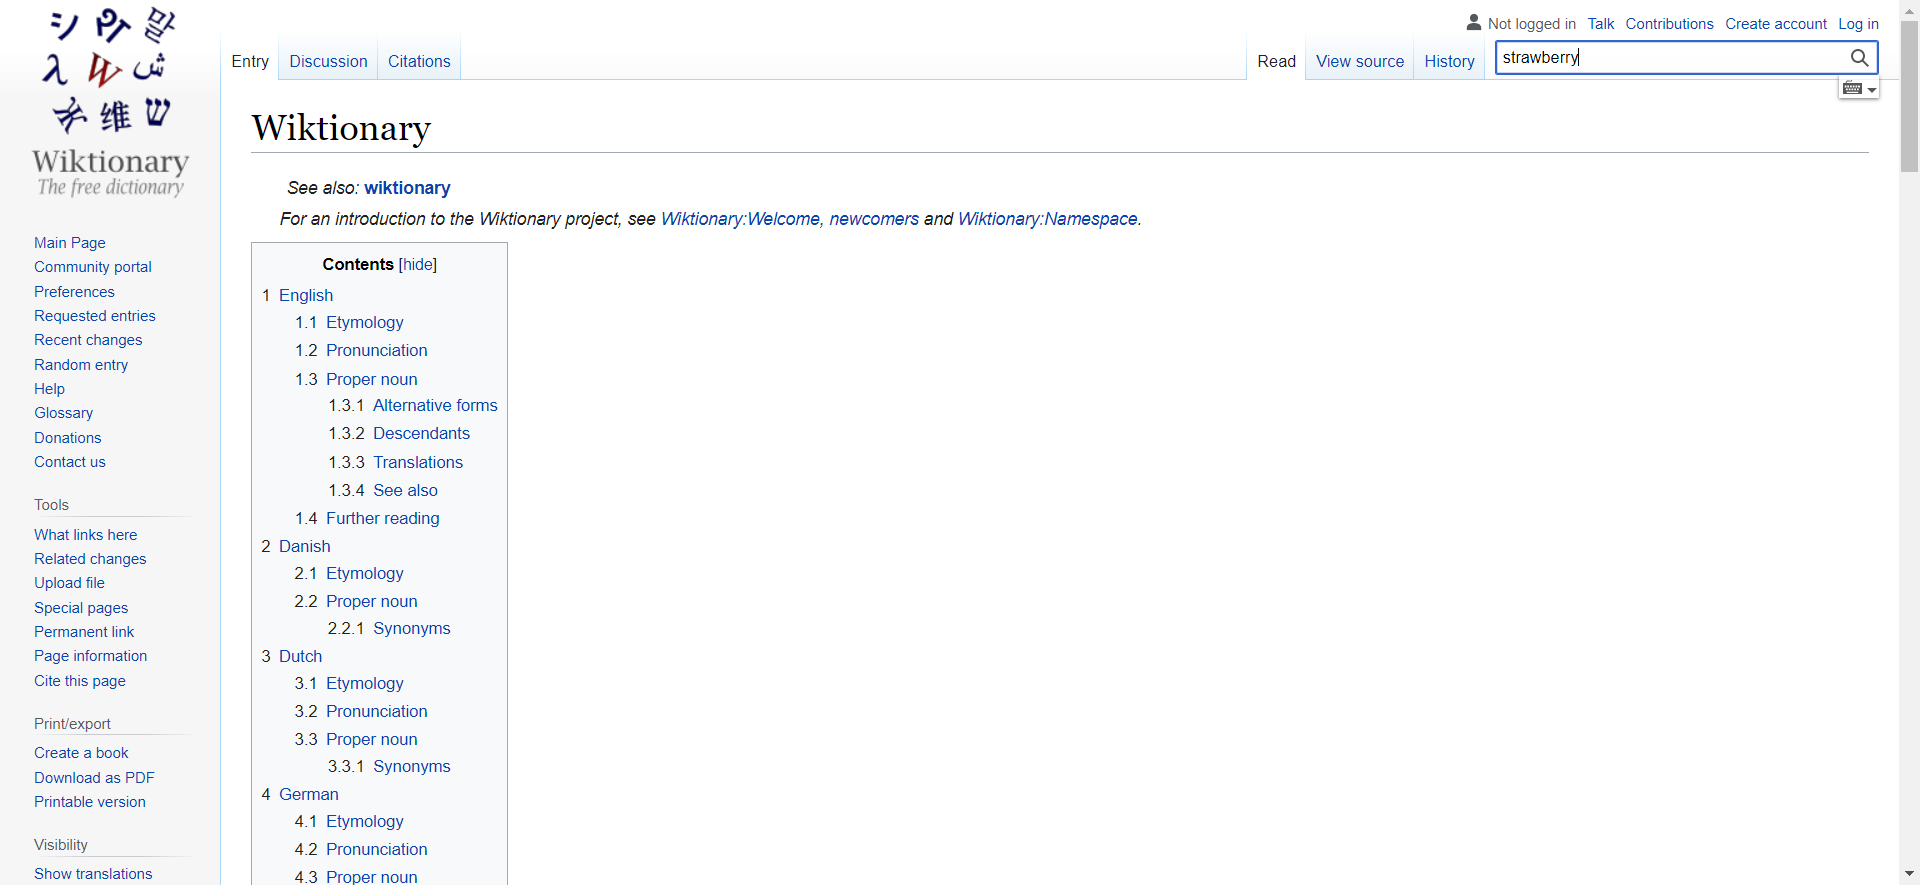 シ 말
λ W ش
维 ש
Wiktionary
The free dictionary
Main Page
Community portal
Preferences
Requested entries
Recent changes
Random entry
Help
Glossary
Donations
Contact us
Tools
What links here
Related changes
Upload file
Special pages
Permanent link
Page information
Cite this page
Print/export
Create a book
Download as PDF
Printable version
Visibility
Show translations
Not logged in Talk Contributions Create account Log in
Entry Discussion Citations Read View source History strawberry
Wiktionary
See also: wiktionary
For an introduction to the Wiktionary project, see Wiktionary:Welcome, newcomers and Wiktionary:Namespace.
Contents [hide]
1 English
1.1 Etymology
1.2 Pronunciation
1.3 Proper noun
1.3.1 Alternative forms
1.3.2 Descendants
1.3.3 Translations
1.3.4 See also
1.4 Further reading
2 Danish
2.1 Etymology
2.2 Proper noun
2.2.1 Synonyms
3 Dutch
3.1 Etymology
3.2 Pronunciation
3.3 Proper noun
3.3.1 Synonyms
4 German
4.1 Etymology
4.2 Pronunciation
4.3 Proper noun